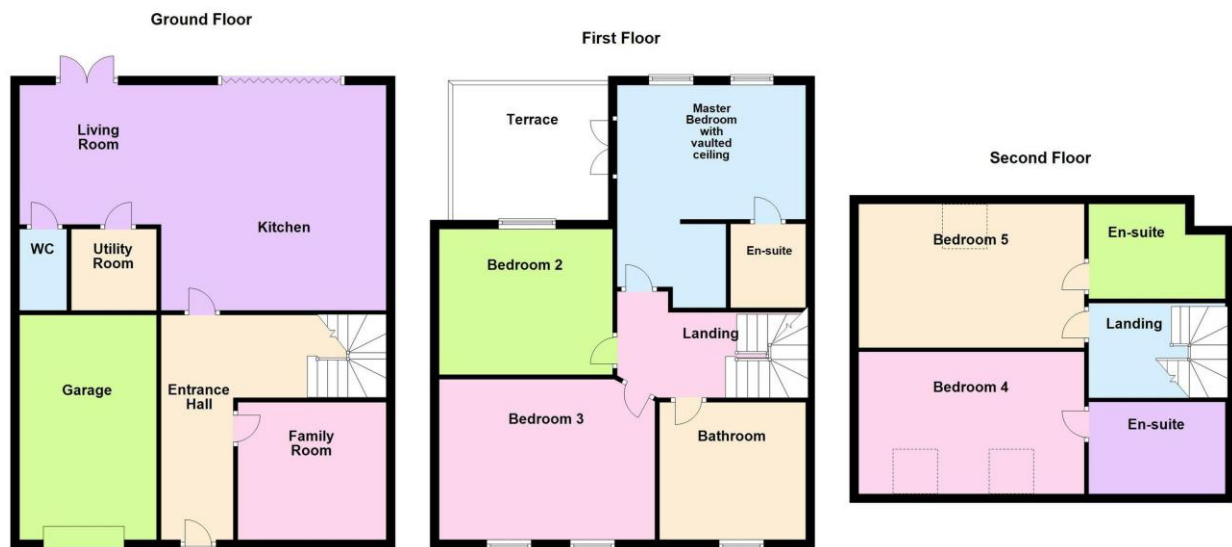 Ground Floor
Living
Room
Kitchen
WC
Utility
Room
Garage
Entrance
Hall
Family
Room
First Floor
Terrace
Master
Bedroom
with
vaulted
ceiling
Bedroom 2
En-suite
Landing
Bedroom 3
Bathroom
Second Floor
Bedroom 5
En-suite
Landing
Bedroom 4
En-suite